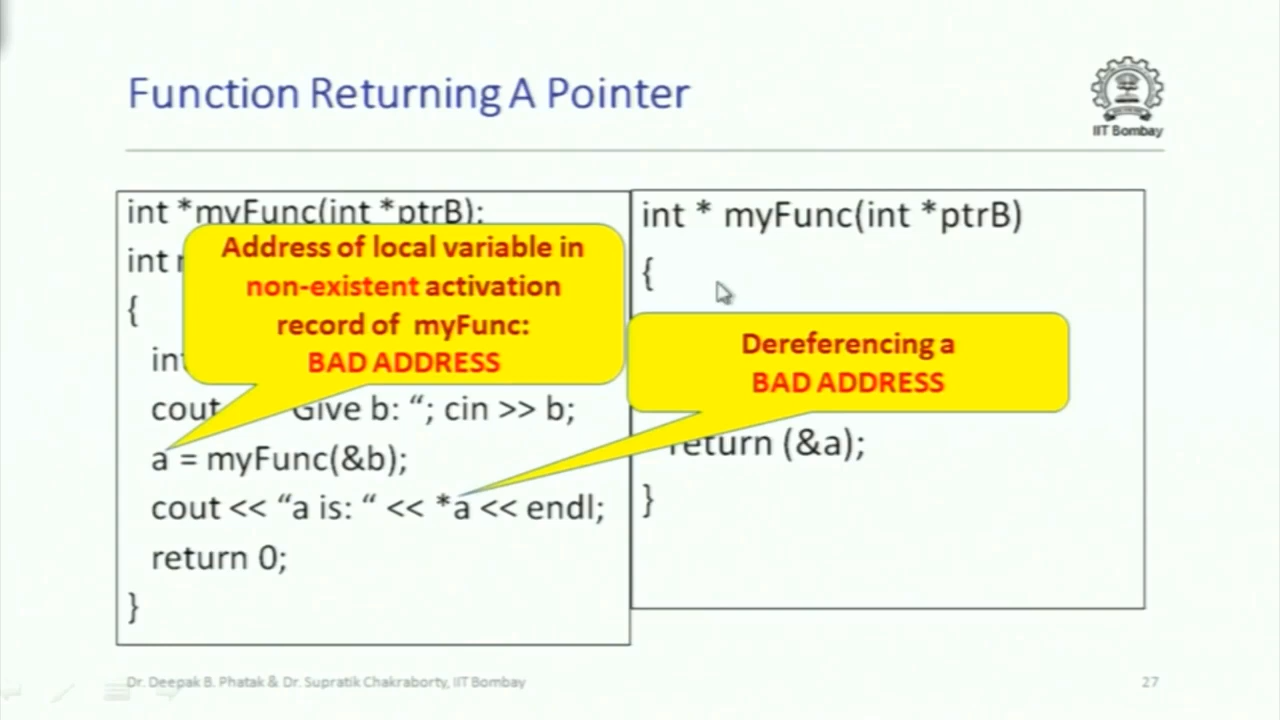 Function Returning A Pointer
IIT Bombay
int *myFunc(int *ptrB);
int
{
int
cout Give b: “; cin >> b;
a = myFunc(&b);
cout << “a is: “ << *a << endl;
return 0;
}
Address of local variable in
non-existent activation
record of myFunc:
BAD ADDRESS
int * myFunc(int *ptrB)
{
Dereferencing a
BAD ADDRESS
return (&a);
}
Dr. Deepak B. Phatak & Dr. Supratik Chakraborty, IIT Bombay
27